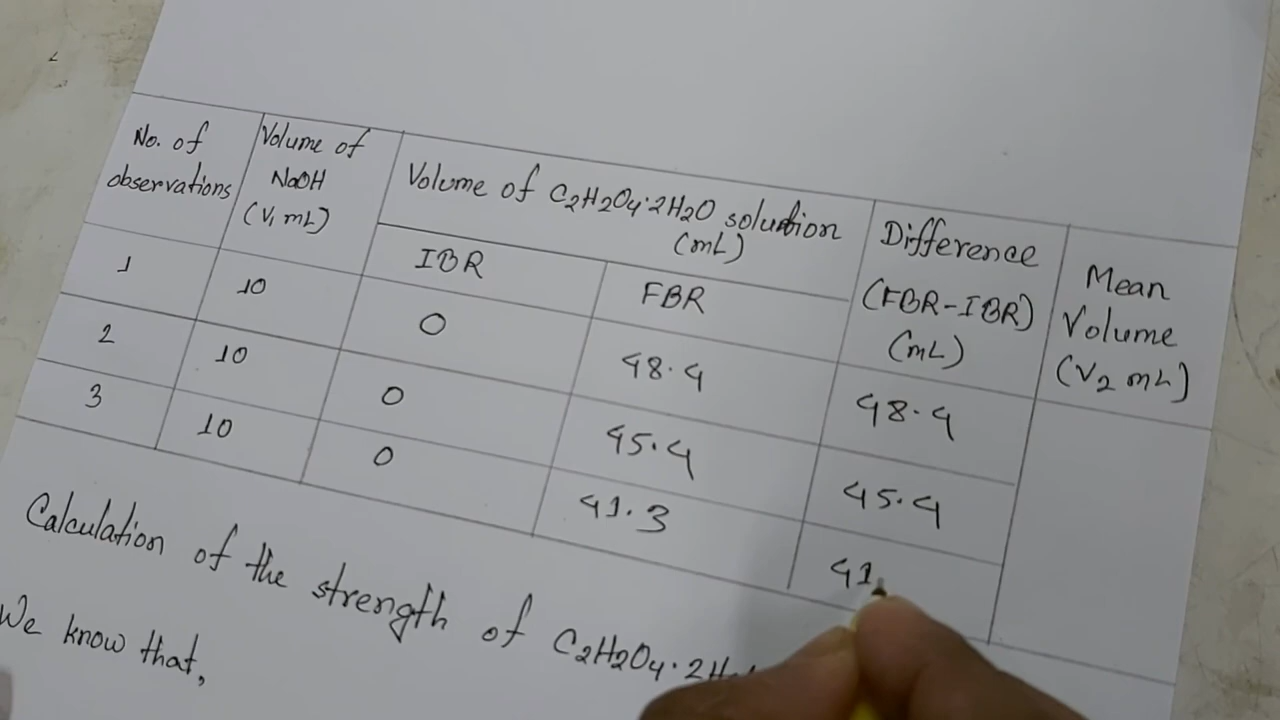 No. of observations
Volume of NaOH (V₁ mL)
Volume of C₂H₂O₄·2H₂O solution (mL)
Difference (FBR-IBR) (mL)
Mean Volume (V₂ mL)
IBR
FBR
1 10 0 48.4 48.4
2 10 0 45.4 45.4
3 10 0 41.3 41.
Calculation of the strength of C₂H₂O₄·2H₂
We know that,